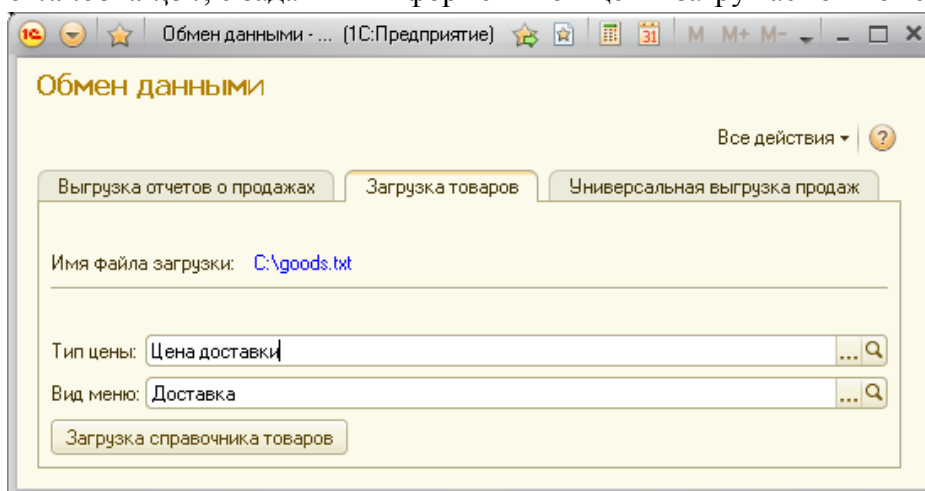 Обмен данными - ... (1С:Предприятие)
31
M M+ M-
Обмен данными
Все действия
?
Выгрузка отчетов о продажах
Загрузка товаров
Универсальная выгрузка продаж
Имя файла загрузки: C:\goods.txt
Тип цены: Цена доставки ...
Вид меню: Доставка ...
Загрузка справочника товаров